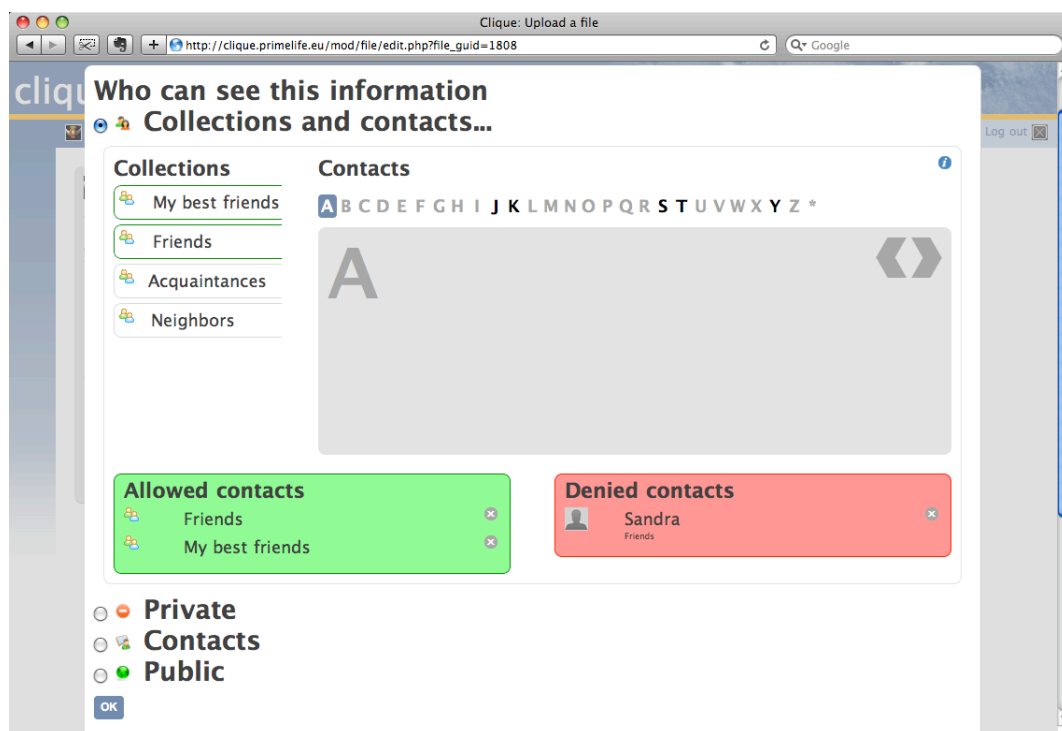 Clique: Upload a file
http://clique.primelife.eu/mod/file/edit.php?file_guid=1808
Google
cliqu
Log out
Who can see this information
Collections and contacts...
Collections
Contacts
My best friends
A B C D E F G H I J K L M N O P Q R S T U V W X Y Z *
Friends
A
Acquaintances
Neighbors
Allowed contacts
Denied contacts
Friends
Sandra
Friends
My best friends
Private
Contacts
Public
OK